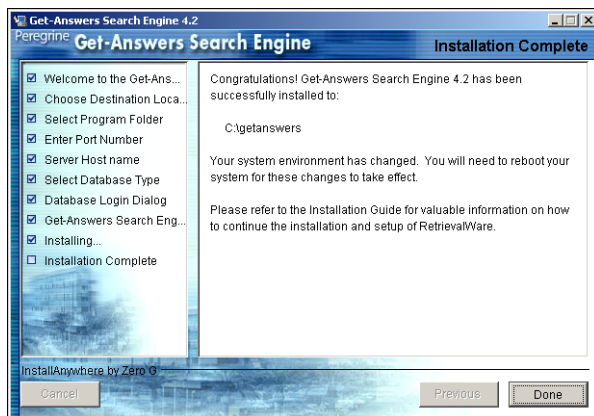 Get-Answers Search Engine 4.2
Peregrine Get-Answers Search Engine
Installation Complete
Welcome to the Get-Ans...
Choose Destination Loca...
Select Program Folder
Enter Port Number
Server Host name
Select Database Type
Database Login Dialog
Get-Answers Search Eng...
Installing...
Installation Complete
Congratulations! Get-Answers Search Engine 4.2 has been
successfully installed to:
C:\getanswers
Your system environment has changed.  You will need to reboot your
system for these changes to take effect.
Please refer to the Installation Guide for valuable information on how
to continue the installation and setup of RetrievalWare.
InstallAnywhere by Zero G
Cancel
Previous
Done